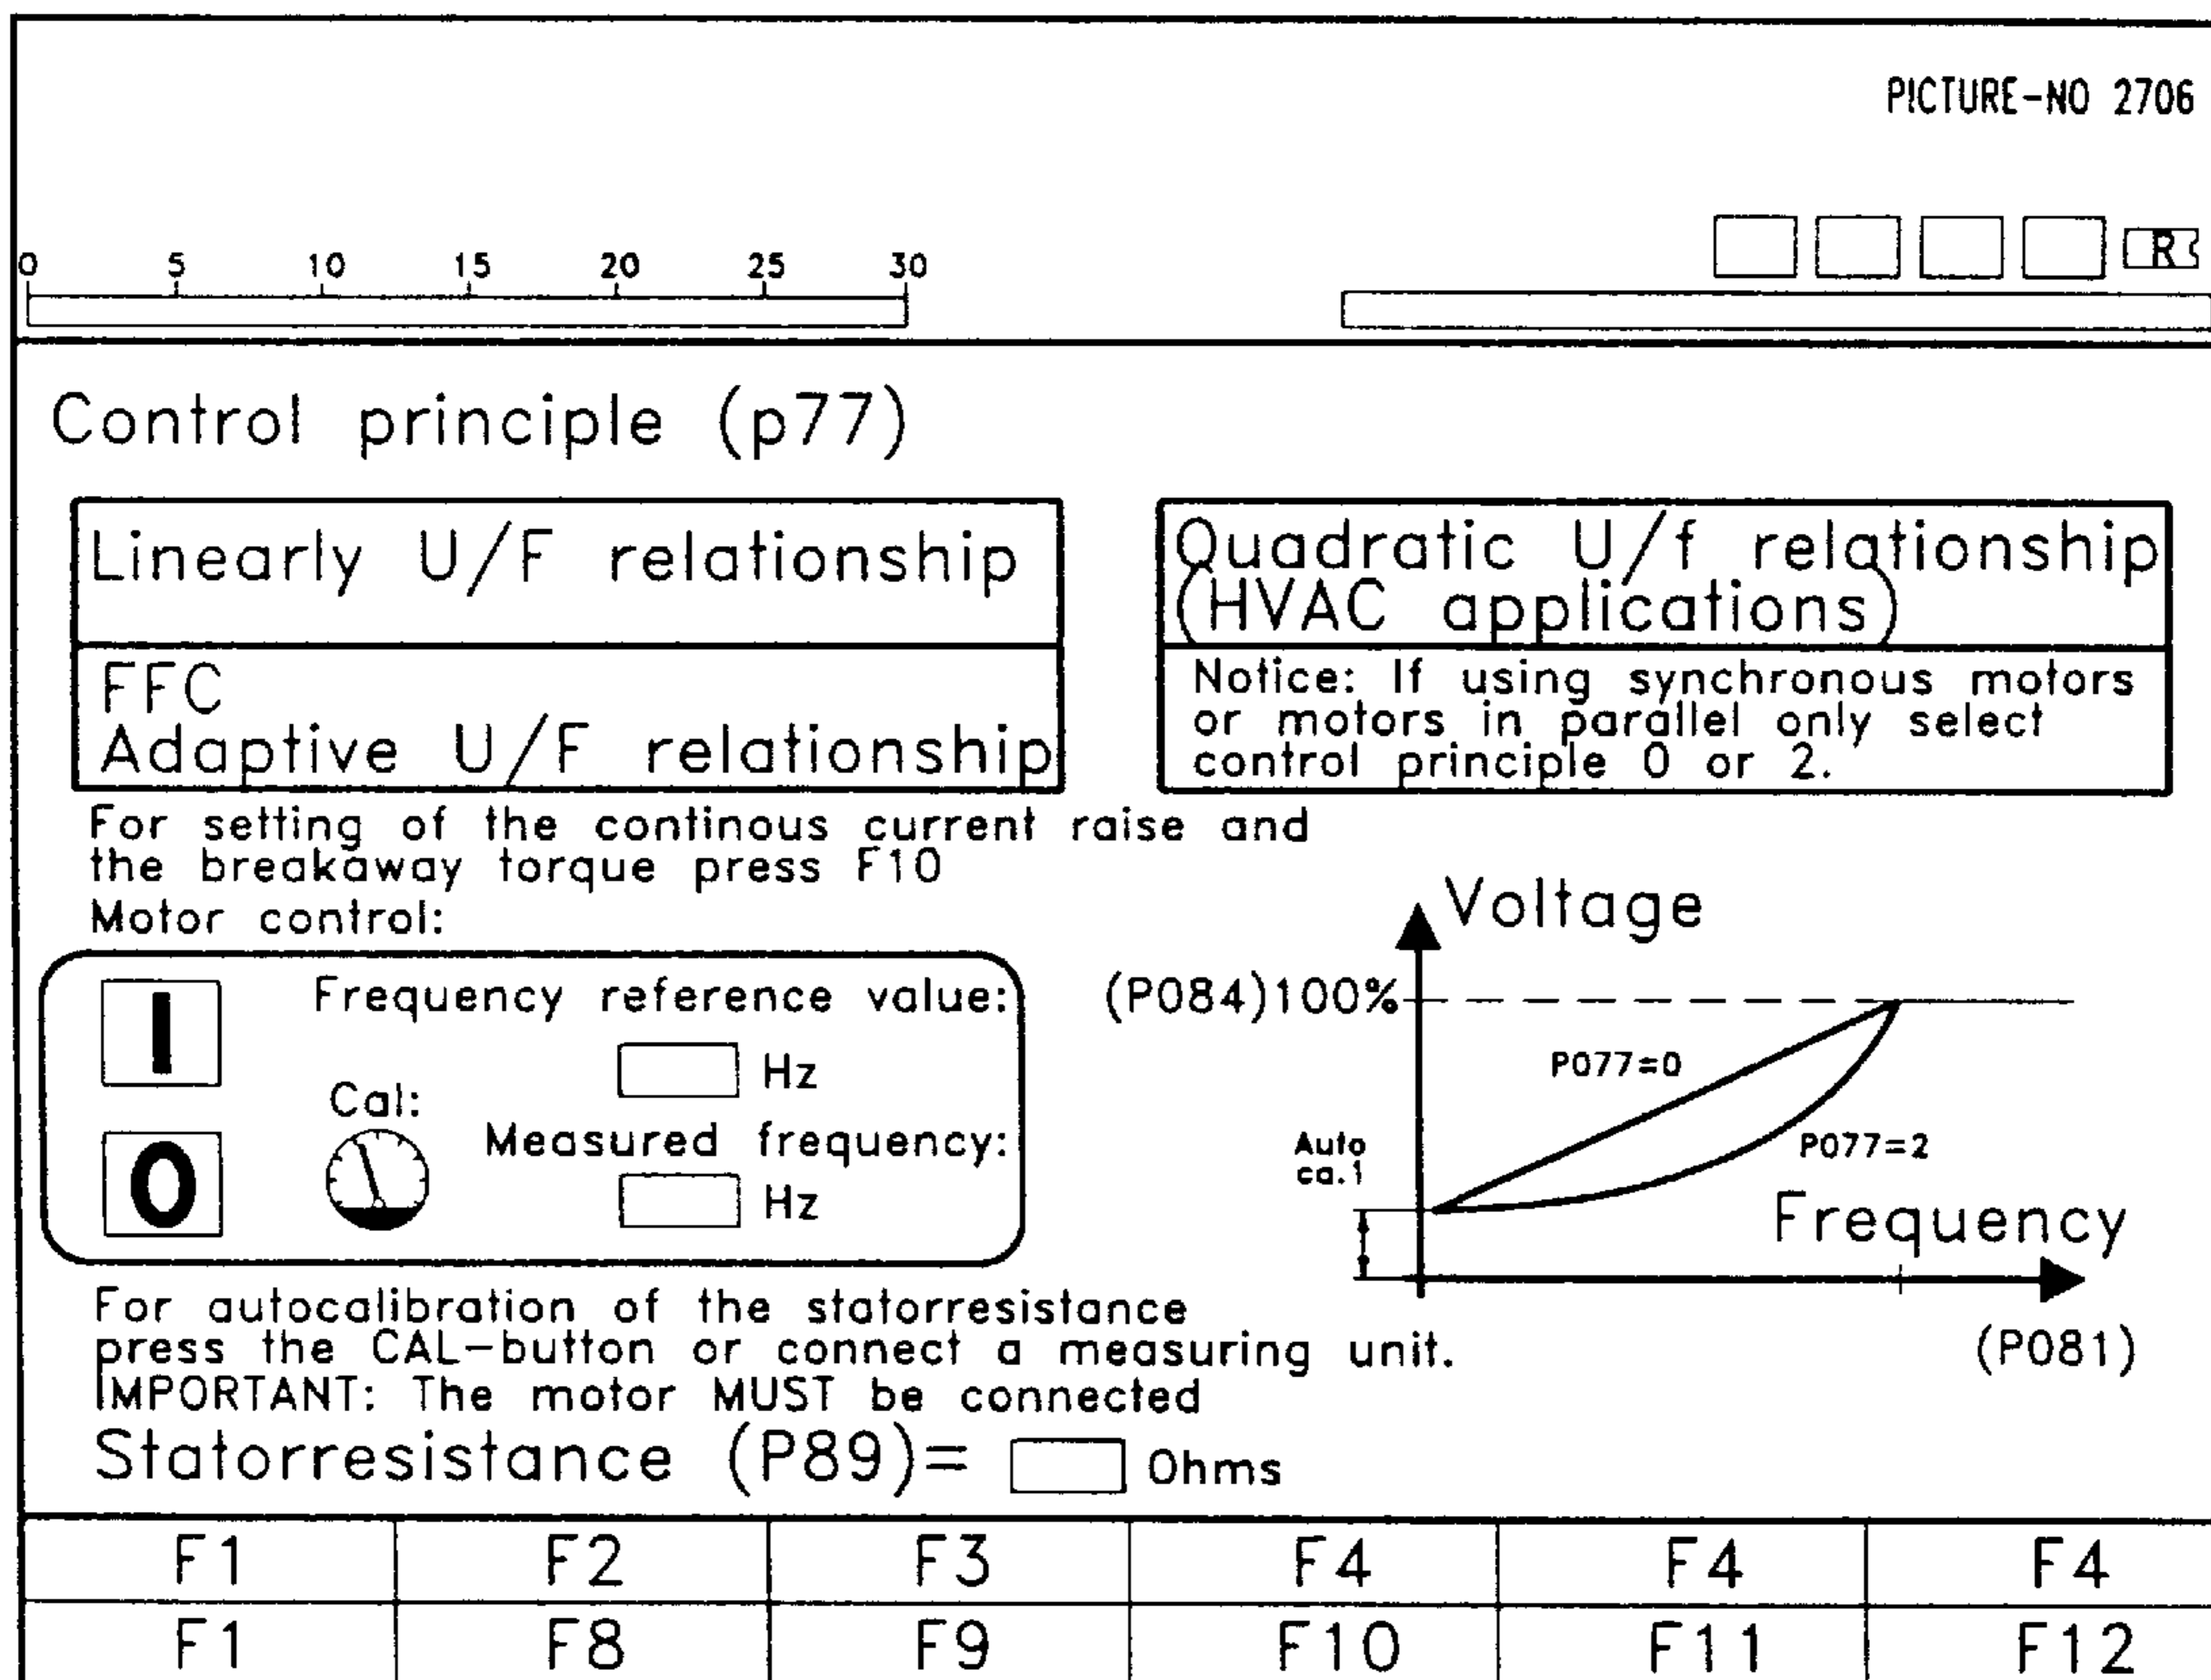 PICTURE-NO 2706
R
0 5 10 15 20 25 30
Control principle (p77)
Linearly U/F relationship
FFC
Adaptive U/F relationship
Quadratic U/f relationship
(HVAC applications)
Notice: If using synchronous motors
or motors in parallel only select
control principle 0 or 2.
For setting of the continous current raise and
the breakaway torque press F10
Motor control:
I
Frequency reference value:
Hz
Cal:
Measured frequency:
O
Hz
Voltage
(P084)100%
P077=0
Auto
ca.1
P077=2
Frequency
(P081)
For autocalibration of the statorresistance
press the CAL-button or connect a measuring unit.
IMPORTANT: The motor MUST be connected
Statorresistance (P89)= Ohms
F1 F2 F3 F4 F4 F4
F1 F8 F9 F10 F11 F12